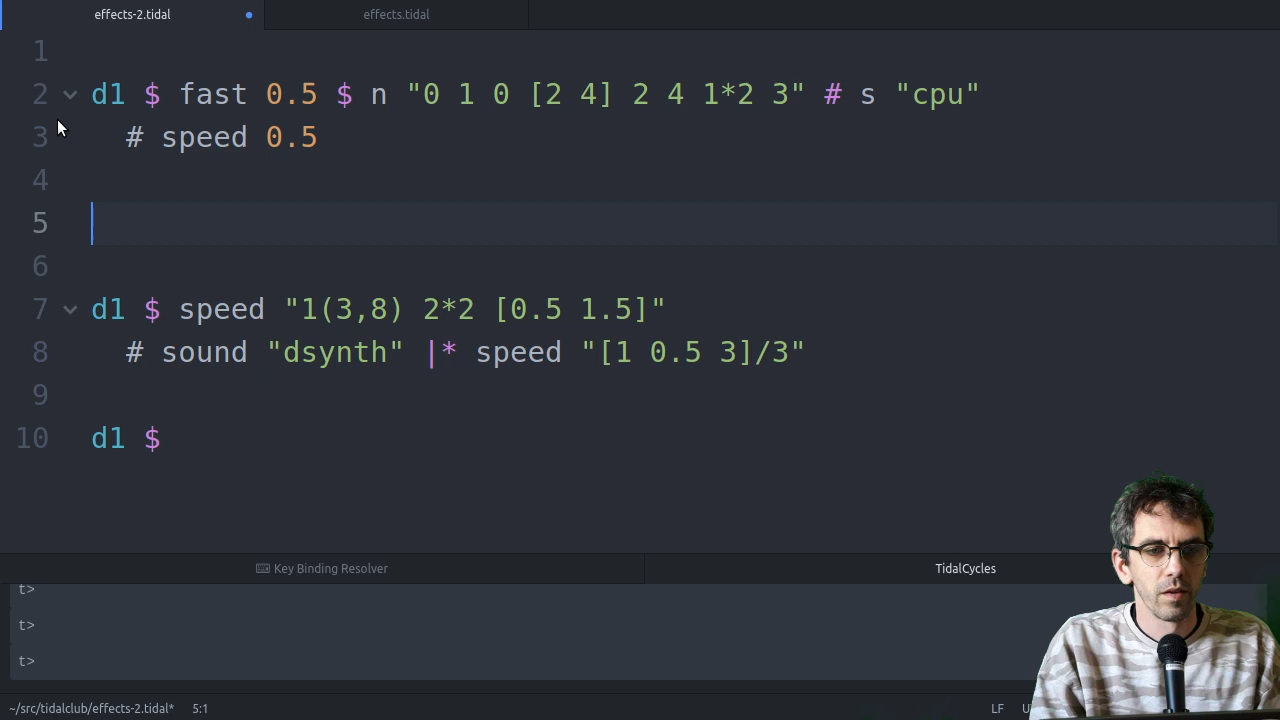 effects-2.tidal
effects.tidal
1
2 d1 $ fast 0.5 $ n "0 1 0 [2 4] 2 4 1*2 3" # s "cpu"
3 # speed 0.5
4
5
6
7 d1 $ speed "1(3,8) 2*2 [0.5 1.5]"
8 # sound "dsynth" |* speed "[1 0.5 3]/3"
9
10 d1 $
Key Binding Resolver
TidalCycles
t>
t>
t>
~/src/tidalclub/effects-2.tidal* 5:1 LF